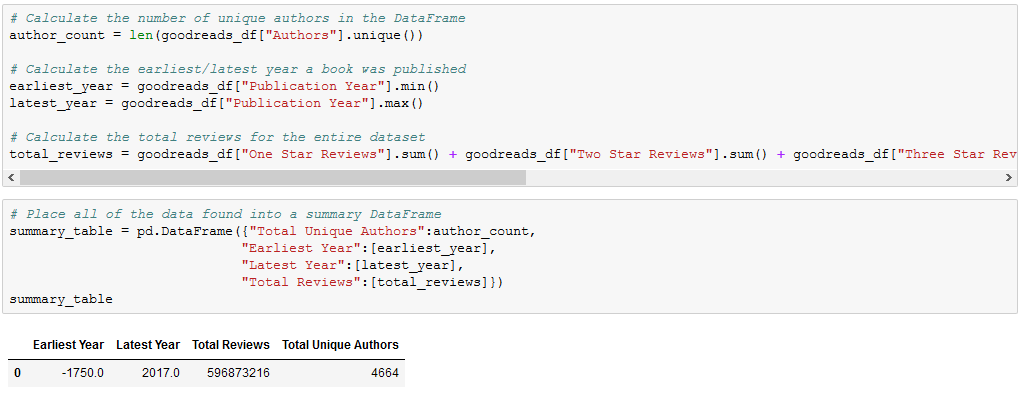 # Calculate the number of unique authors in the DataFrame
author_count = len(goodreads_df["Authors"].unique())
# Calculate the earliest/latest year a book was published
earliest_year = goodreads_df["Publication Year"].min()
latest_year = goodreads_df["Publication Year"].max()
# Calculate the total reviews for the entire dataset
total_reviews = goodreads_df["One Star Reviews"].sum() + goodreads_df["Two Star Reviews"].sum() + goodreads_df["Three Star Rev
# Place all of the data found into a summary DataFrame
summary_table = pd.DataFrame({"Total Unique Authors":author_count,
"Earliest Year":[earliest_year],
"Latest Year":[latest_year],
"Total Reviews":[total_reviews]})
summary_table
Earliest Year Latest Year Total Reviews Total Unique Authors
0 -1750.0 2017.0 596873216 4664